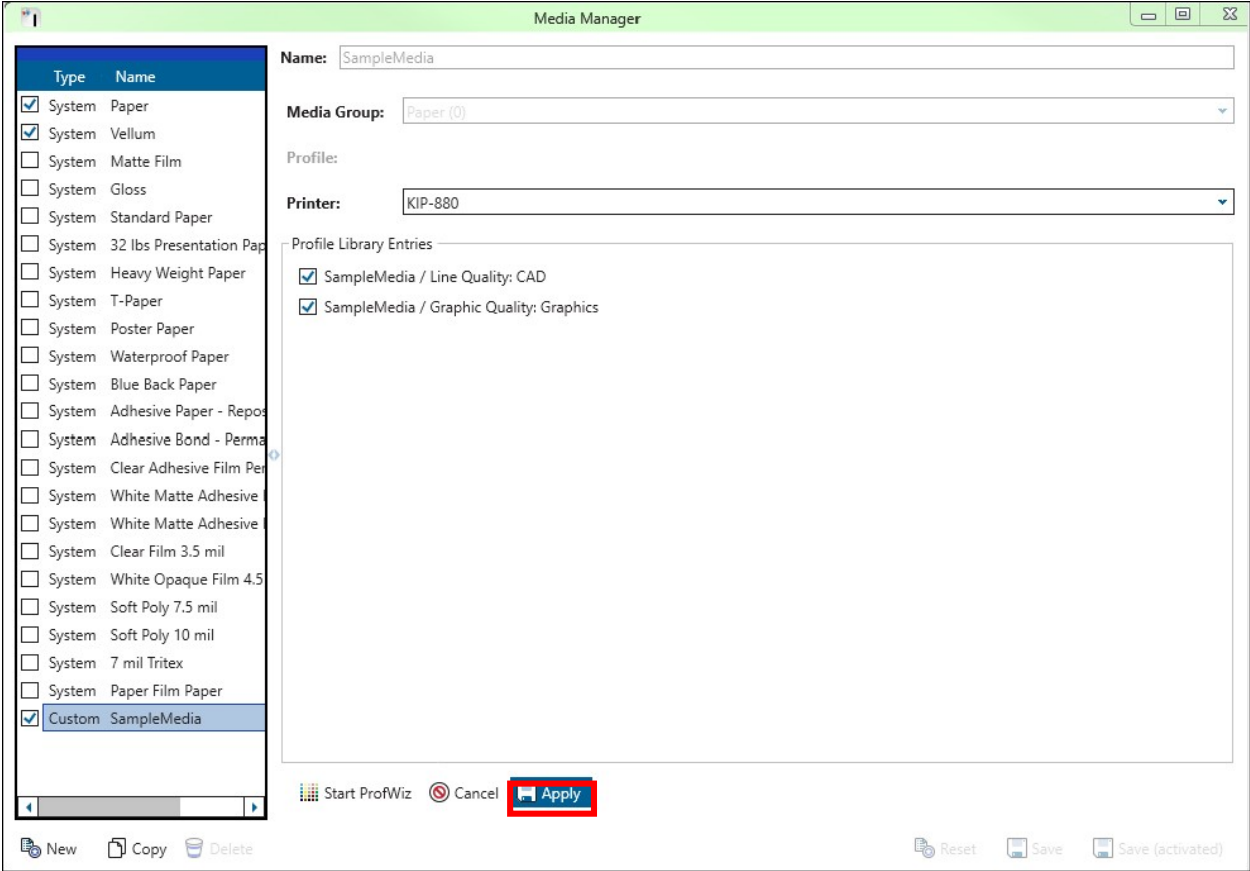 Media Manager
Name: SampleMedia
Type Name
System Paper
System Vellum
System Matte Film
System Gloss
System Standard Paper
System 32 lbs Presentation Pap
System Heavy Weight Paper
System T-Paper
System Poster Paper
System Waterproof Paper
System Blue Back Paper
System Adhesive Paper - Repos
System Adhesive Bond - Perma
System Clear Adhesive Film Per
System White Matte Adhesive
System White Matte Adhesive
System Clear Film 3.5 mil
System White Opaque Film 4.5
System Soft Poly 7.5 mil
System Soft Poly 10 mil
System 7 mil Tritex
System Paper Film Paper
Custom SampleMedia
Media Group: Paper (0)
Profile:
Printer: KIP-880
Profile Library Entries
SampleMedia / Line Quality: CAD
SampleMedia / Graphic Quality: Graphics
Start ProfWiz Cancel Apply
New Copy Delete Reset Save Save (activated)